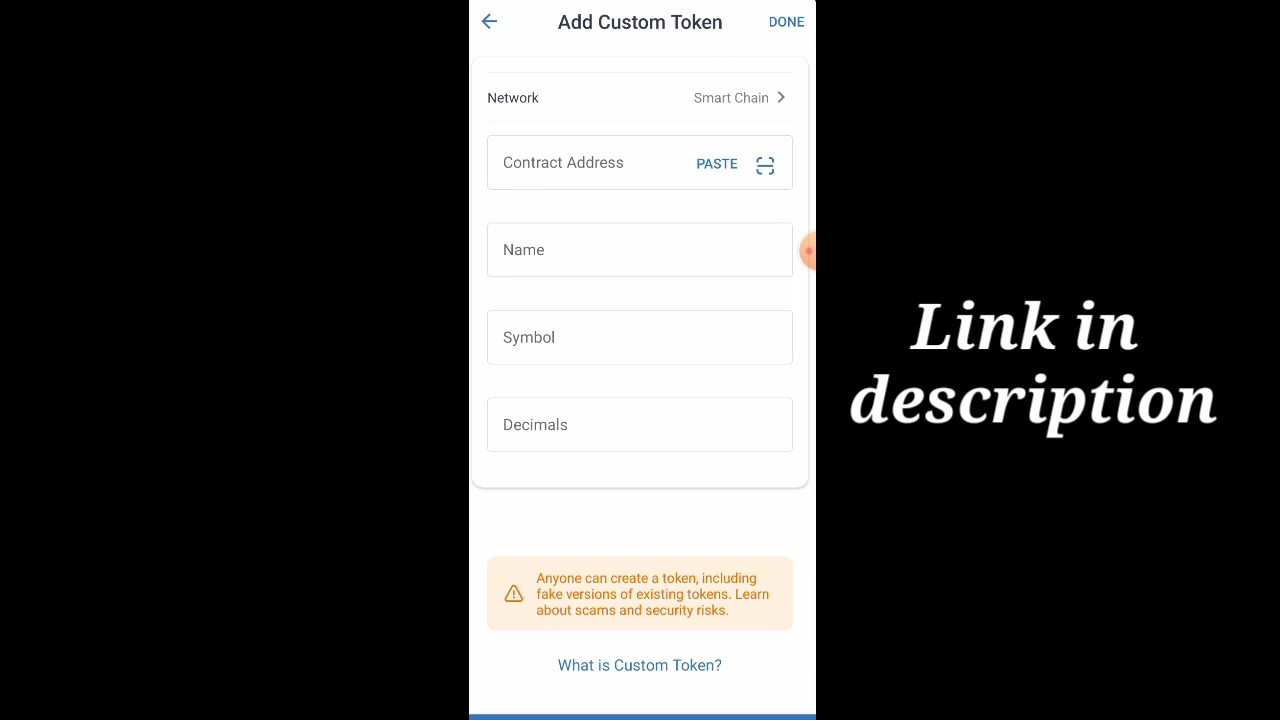 Add Custom Token
DONE
Network
Smart Chain
Contract Address
PASTE
Name
Symbol
Decimals
Anyone can create a token, including
fake versions of existing tokens. Learn
about scams and security risks.
What is Custom Token?
Link in
description